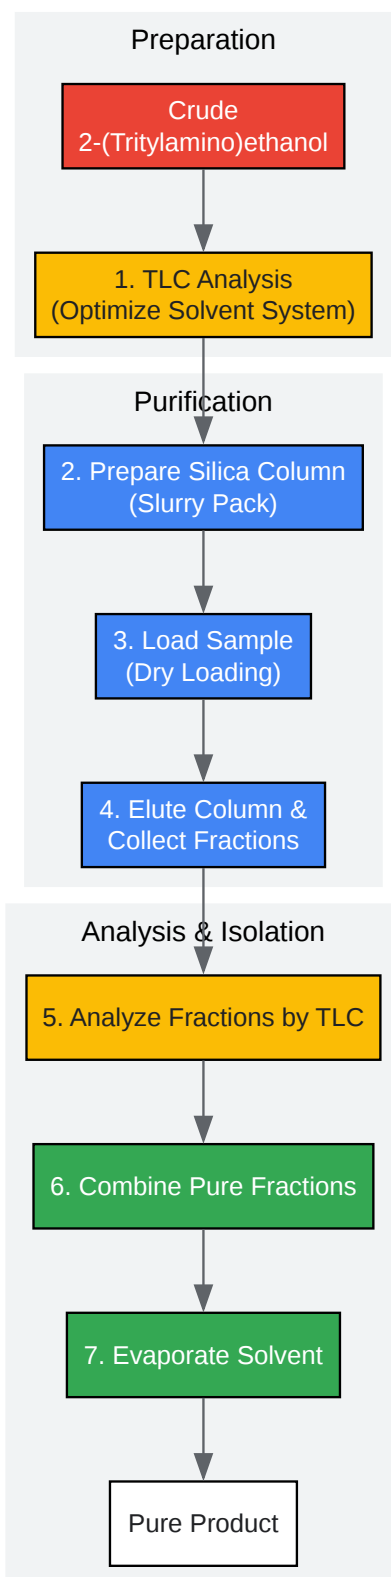 Preparation
Crude
2-(Tritylamino)ethanol
1. TLC Analysis
(Optimize Solvent System)
Purification
2. Prepare Silica Column
(Slurry Pack)
3. Load Sample
(Dry Loading)
4. Elute Column &
Collect Fractions
Analysis & Isolation
5. Analyze Fractions by TLC
6. Combine Pure Fractions
7. Evaporate Solvent
Pure Product